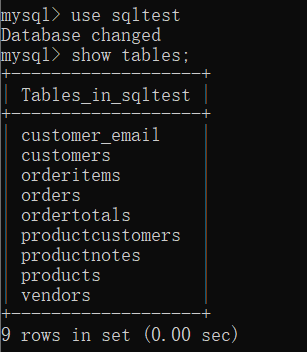 mysql> use sqltest
Database changed
mysql> show tables;
+-------------------+
| Tables_in_sqltest |
+-------------------+
| customer_email    |
| customers         |
| orderitems        |
| orders            |
| ordertotals       |
| productcustomers  |
| productnotes      |
| products          |
| vendors           |
+-------------------+
9 rows in set (0.00 sec)